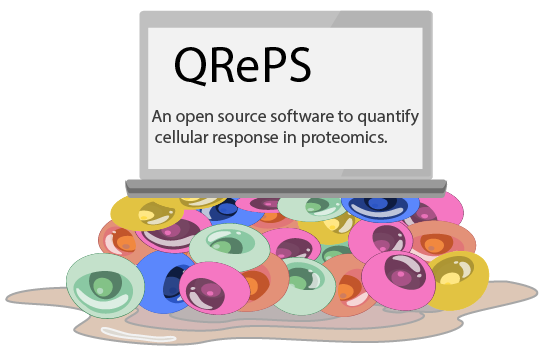 QRePS
An open source software to quantify
cellular response in proteomics.